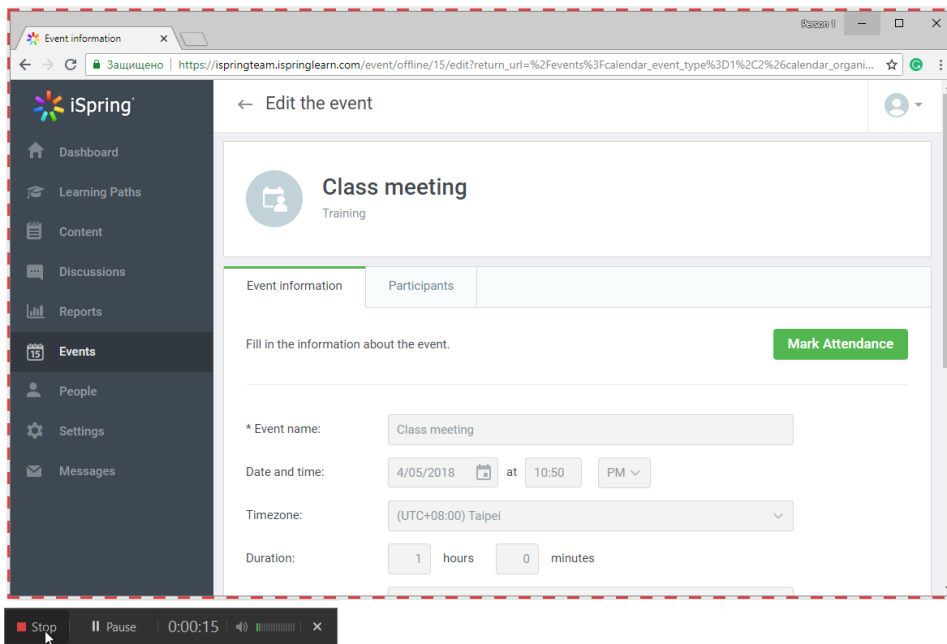 Event information
Person 1
Защищено | https://ispringteam.ispringlearn.com/event/offline/15/edit?return_url=%2Fevents%3Fcalendar_event_type%3D1%2C2%26calendar_organi...
iSpring
← Edit the event
Dashboard
Learning Paths
Content
Discussions
Reports
15 Events
People
Settings
Messages
Class meeting
Training
Event information
Participants
Fill in the information about the event.
Mark Attendance
* Event name: Class meeting
Date and time: 4/05/2018 at 10:50 PM
Timezone: (UTC+08:00) Taipei
Duration: 1 hours 0 minutes
Stop Pause 0:00:15